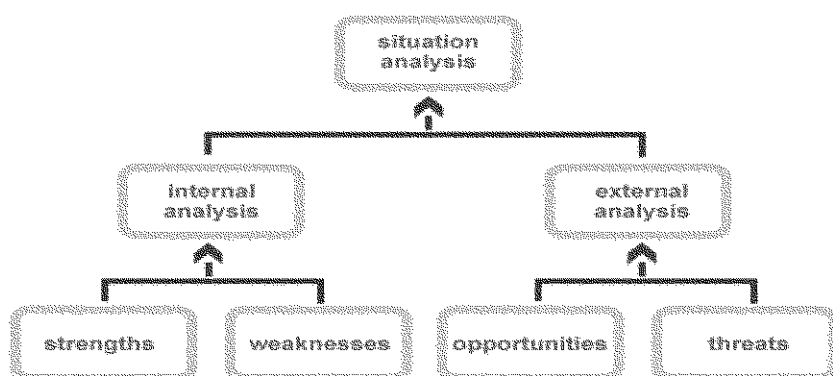 situation
analysis
internal
analysis
external
analysis
strengths
weaknesses
opportunities
threats